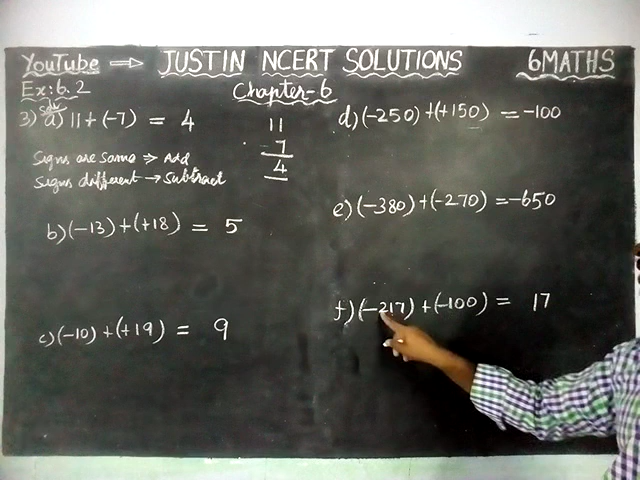 YouTube ⇒ JUSTIN NCERT SOLUTIONS 6MATHS
Ex: 6.2 Chapter-6
Solu
3) a) 11+(-7) = 4
11
7
4
Signs are Same ⇒ Add
Signs different → Subtract
b) (-13)+(+18) = 5
c) (-10)+(+19) = 9
d) (-250)+(+150) = -100
e) (-380)+(-270) = -650
f) (-217)+(-100) = 17